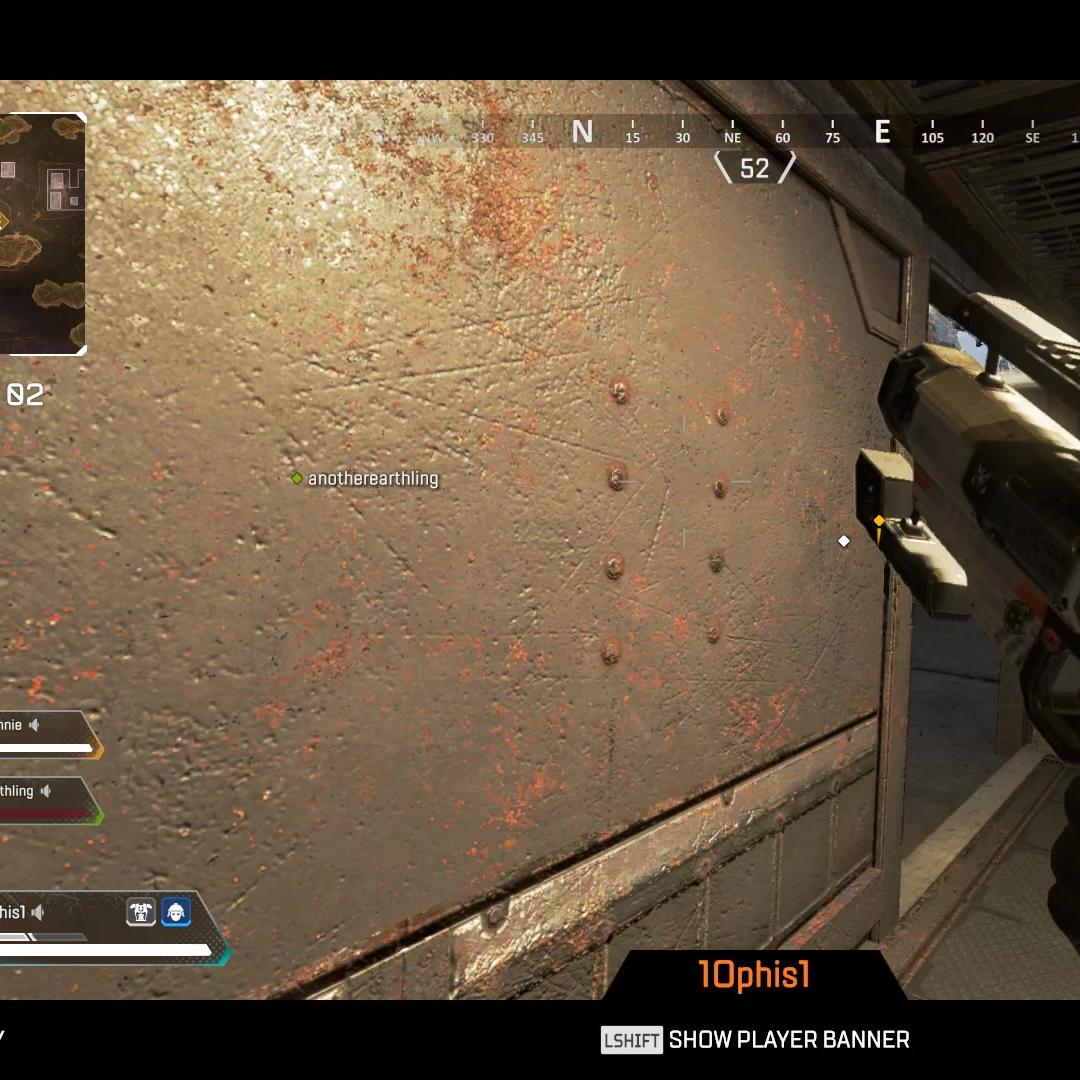 NW 330 345 N 15 30 NE 60 75 E 105 120 SE
52
02
anotherearthling
nnie
thling
his1
1Ophis1
LSHIFT SHOW PLAYER BANNER